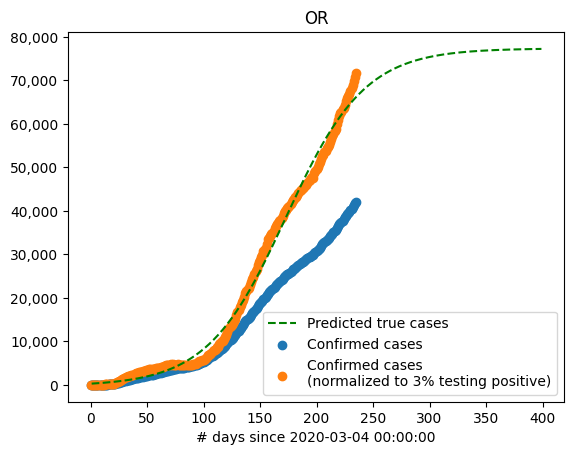 OR
80,000
70,000
60,000
50,000
40,000
30,000
20,000
10,000
0
Predicted true cases
Confirmed cases
Confirmed cases
(normalized to 3% testing positive)
0 50 100 150 200 250 300 350 400
# days since 2020-03-04 00:00:00